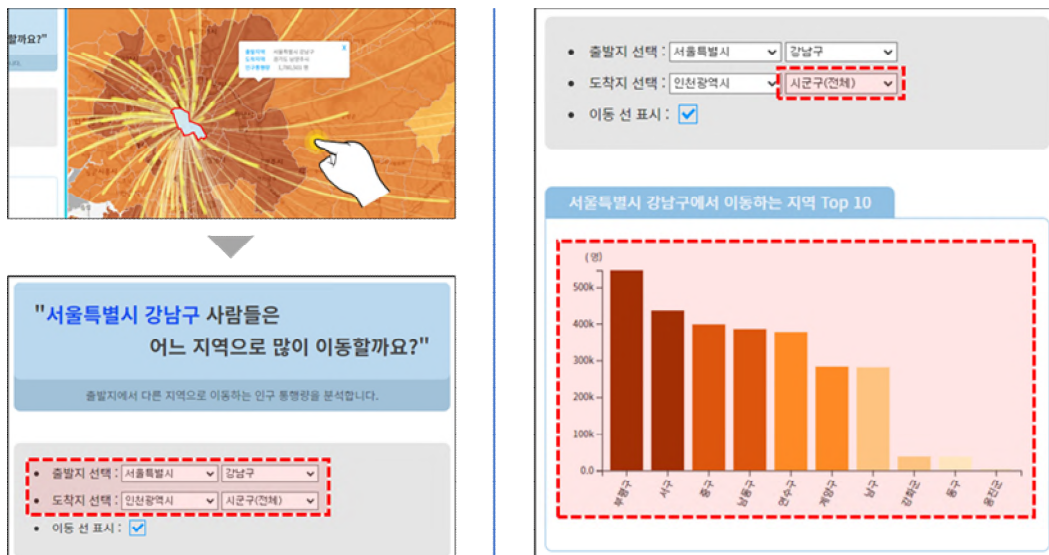 할까요?"
출발지역 서울특별시 강남구
도착지역 경기도 남양주시
X
"서울특별시 강남구 사람들은
어느 지역으로 많이 이동할까요?"
출발지에서 다른 지역으로 이동하는 인구 통행량을 분석합니다.
출발지 선택 : 서울특별시 강남구
도착지 선택 : 인천광역시 시군구(전체)
이동 선 표시 :
출발지 선택 : 서울특별시 강남구
도착지 선택 : 인천광역시 시군구(전체)
이동 선 표시 :
서울특별시 강남구에서 이동하는 지역 Top 10
(명)
500k
400k
300k
200k
100k
0.0
부평구 서구 중구 남동구 연수구 계양구 남구 강화군 동구 옹진군